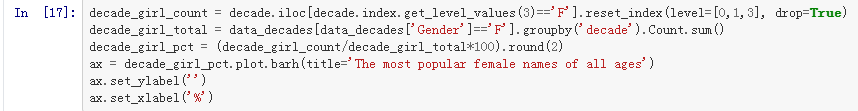 In [17]: decade_girl_count = decade.iloc[decade.index.get_level_values(3)=='F'].reset_index(level=[0,1,3], drop=True)
decade_girl_total = data_decades[data_decades['Gender']=='F'].groupby('decade').Count.sum()
decade_girl_pct = (decade_girl_count/decade_girl_total*100).round(2)
ax = decade_girl_pct.plot.barh(title='The most popular female names of all ages')
ax.set_ylabel('')
ax.set_xlabel('%')